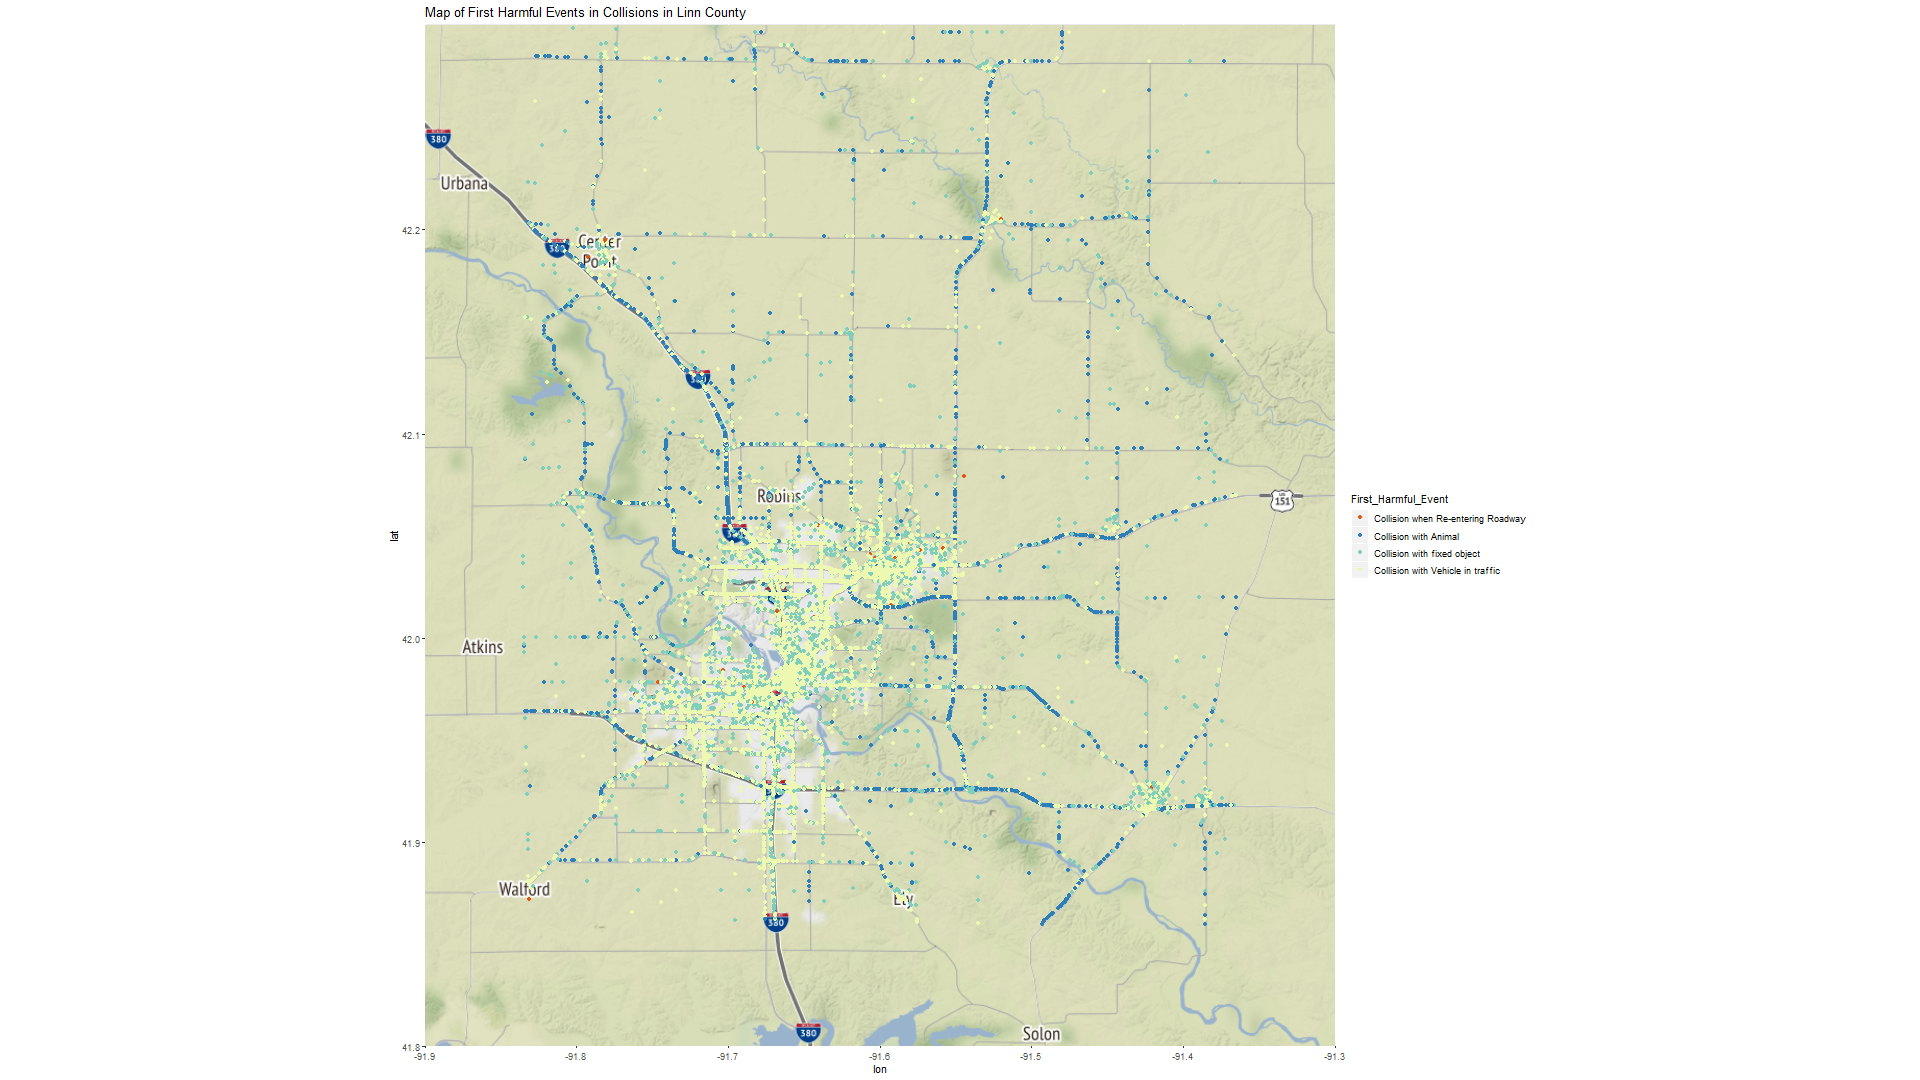 Map of First Harmful Events in Collisions in Linn County
380
Urbana
42.2
380
Center
Point
42.1
Robins
151
First_Harmful_Event
Collision when Re-entering Roadway
Collision with Animal
Collision with fixed object
Collision with Vehicle in traffic
lat
42.0
Atkins
41.9
Walford
Ely
380
Solon
380
41.8
-91.9
-91.8
-91.7
-91.6
-91.5
-91.4
-91.3
lon